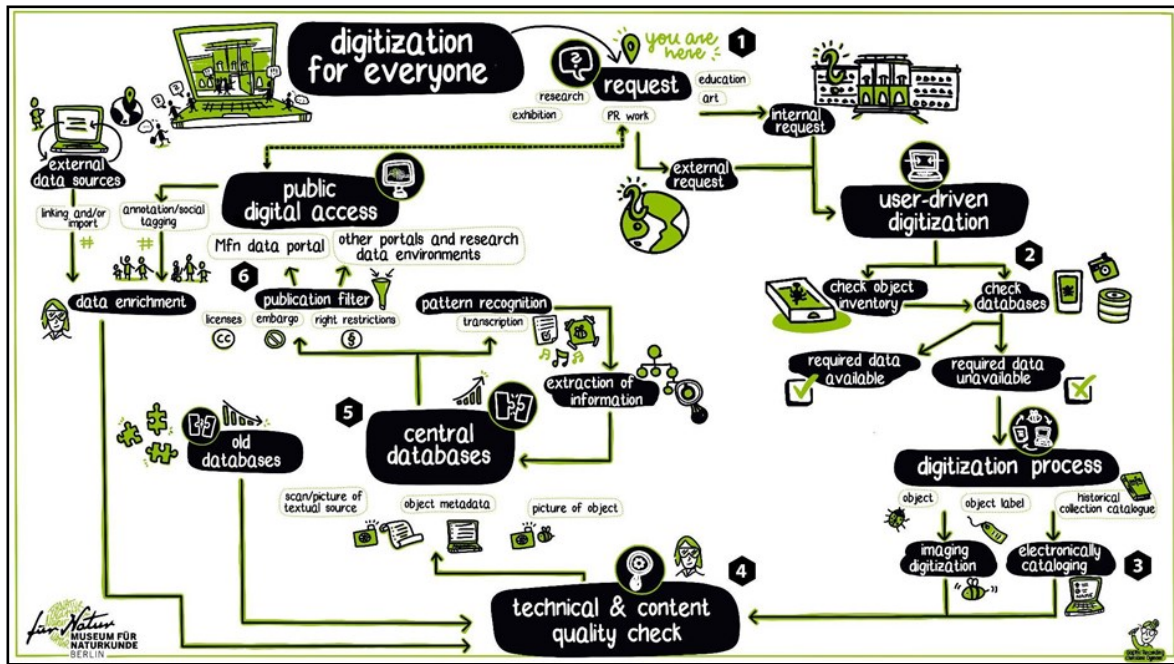 digitization
for everyone
you are
here
1
request
research
exhibition
PR work
education
art
internal
request
external
request
external
data sources
linking and/or
import
#
annotation/social
tagging
#
public
digital access
Mfn data portal
other portals and research
data environments
user-driven
digitization
2
check object
inventory
check
databases
required data
available
required data
unavailable
6
data enrichment
publication filter
licenses
embargo
right restrictions
cc
§
pattern recognition
transcription
extraction of
information
5
old
databases
central
databases
digitization process
object
object label
historical
collection catalogue
imaging
digitization
electronically
cataloging
3
scan/picture of
textual source
object metadata
picture of object
4
technical & content
quality check
für Natur
MUSEUM FÜR
NATURKUNDE
BERLIN